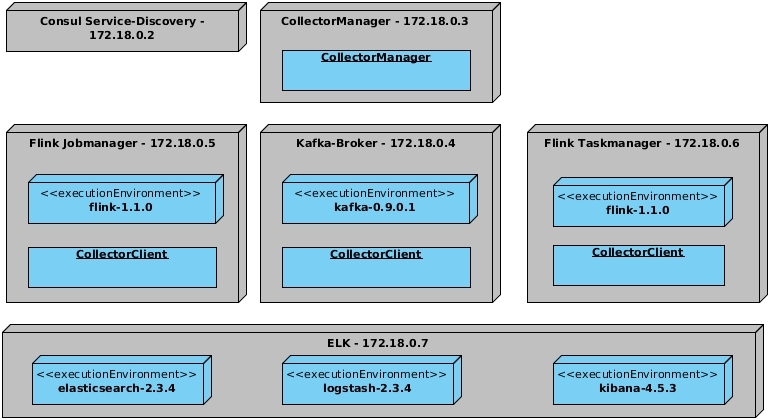 Consul Service-Discovery -
172.18.0.2
CollectorManager - 172.18.0.3
CollectorManager
Flink Jobmanager - 172.18.0.5
<<executionEnvironment>>
flink-1.1.0
CollectorClient
Kafka-Broker - 172.18.0.4
<<executionEnvironment>>
kafka-0.9.0.1
CollectorClient
Flink Taskmanager - 172.18.0.6
<<executionEnvironment>>
flink-1.1.0
CollectorClient
ELK - 172.18.0.7
<<executionEnvironment>>
elasticsearch-2.3.4
<<executionEnvironment>>
logstash-2.3.4
<<executionEnvironment>>
kibana-4.5.3